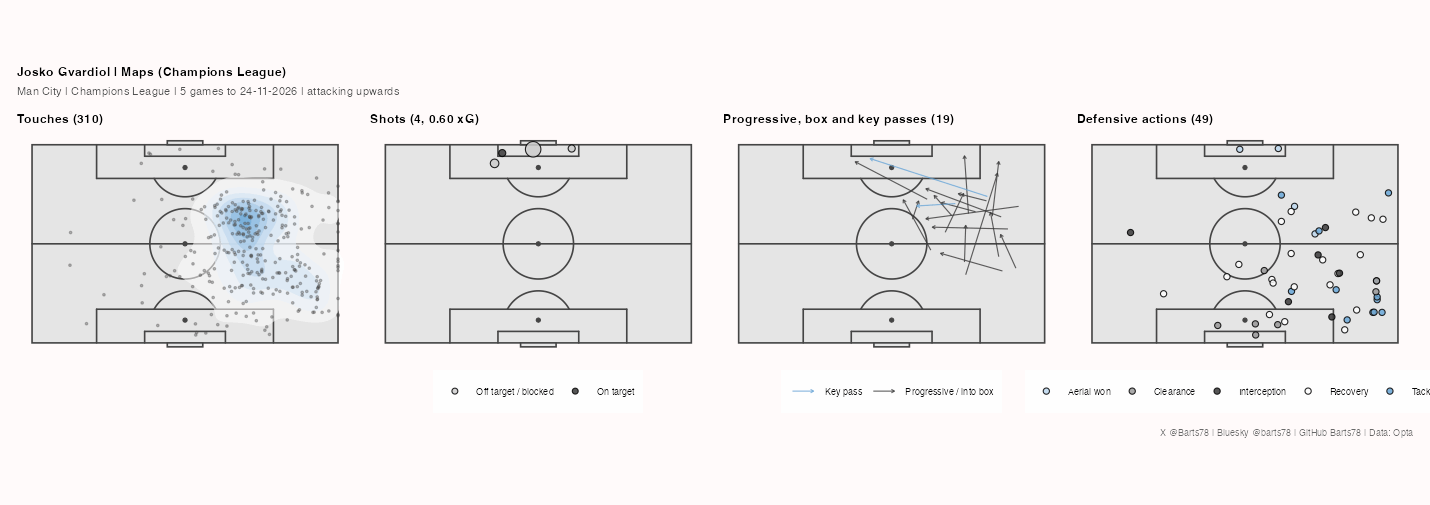 Josko Gvardiol | Maps (Champions League)
Man City | Champions League | 5 games to 24-11-2026 | attacking upwards
Touches (310)
Shots (4, 0.60 xG)
Progressive, box and key passes (19)
Defensive actions (49)
Off target / blocked
On target
Key pass
Progressive / into box
Aerial won
Clearance
Interception
Recovery
Tack
X @Barts78 | Bluesky @barts78 | GitHub Barts78 | Data: Opta